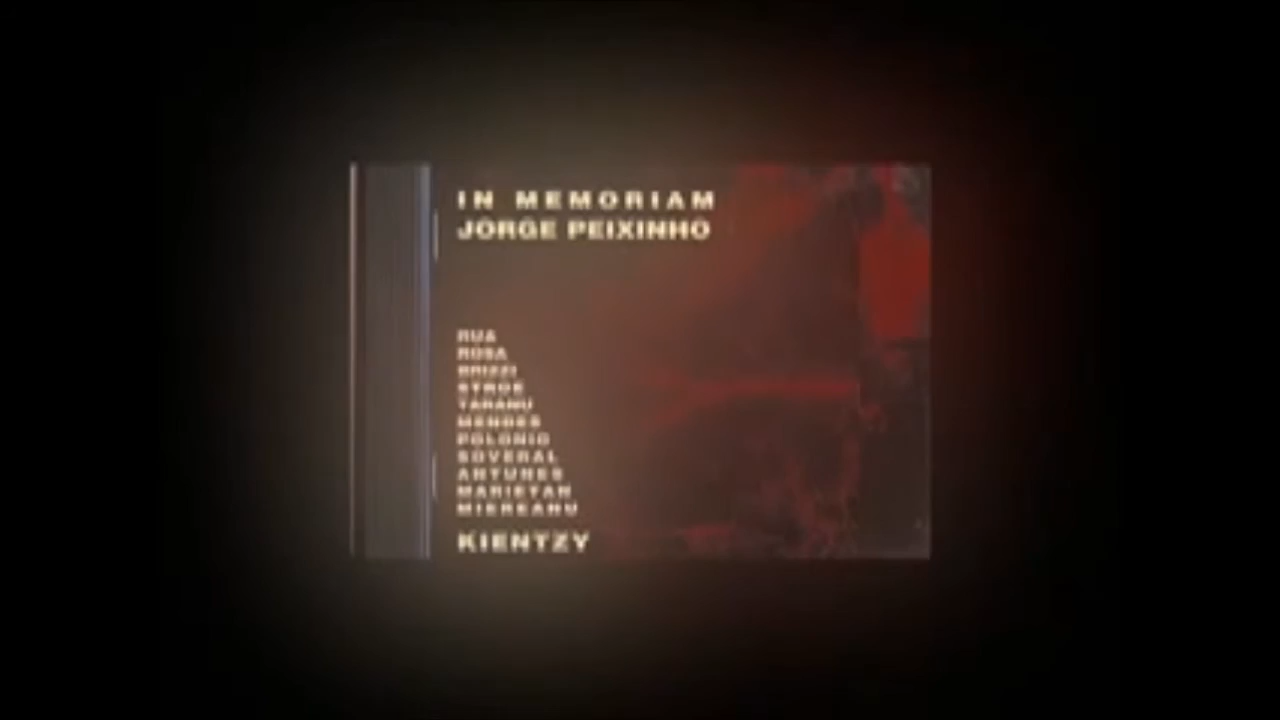 IN MEMORIAM
JORGE PEIXINHO
RUA
ROSA
BRIZZI
STROE
TARANU
MENDES
POLONIO
SOVERAL
ANTUNES
MARIETAN
MIEREANU
KIENTZY